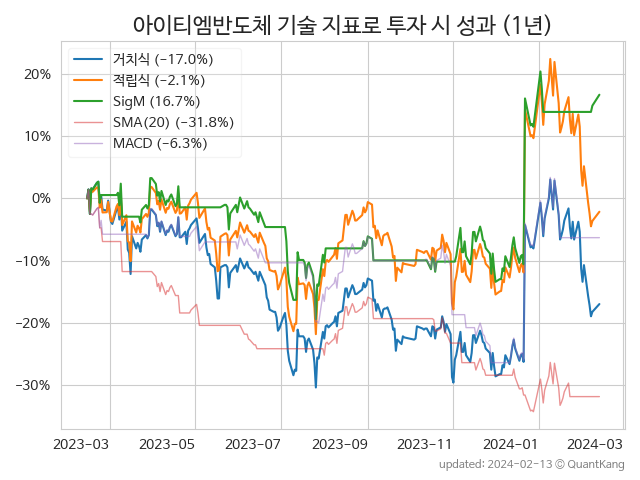 아이티엠반도체 기술 지표로 투자 시 성과 (1년)
거치식 (−17.0%)
적립식 (−2.1%)
SigM (16.7%)
SMA(20) (−31.8%)
MACD (−6.3%)
20%
10%
0%
−10%
−20%
−30%
2023-03 2023-05 2023-07 2023-09 2023-11 2024-01 2024-03
updated: 2024-02-13 ⓒ QuantKang